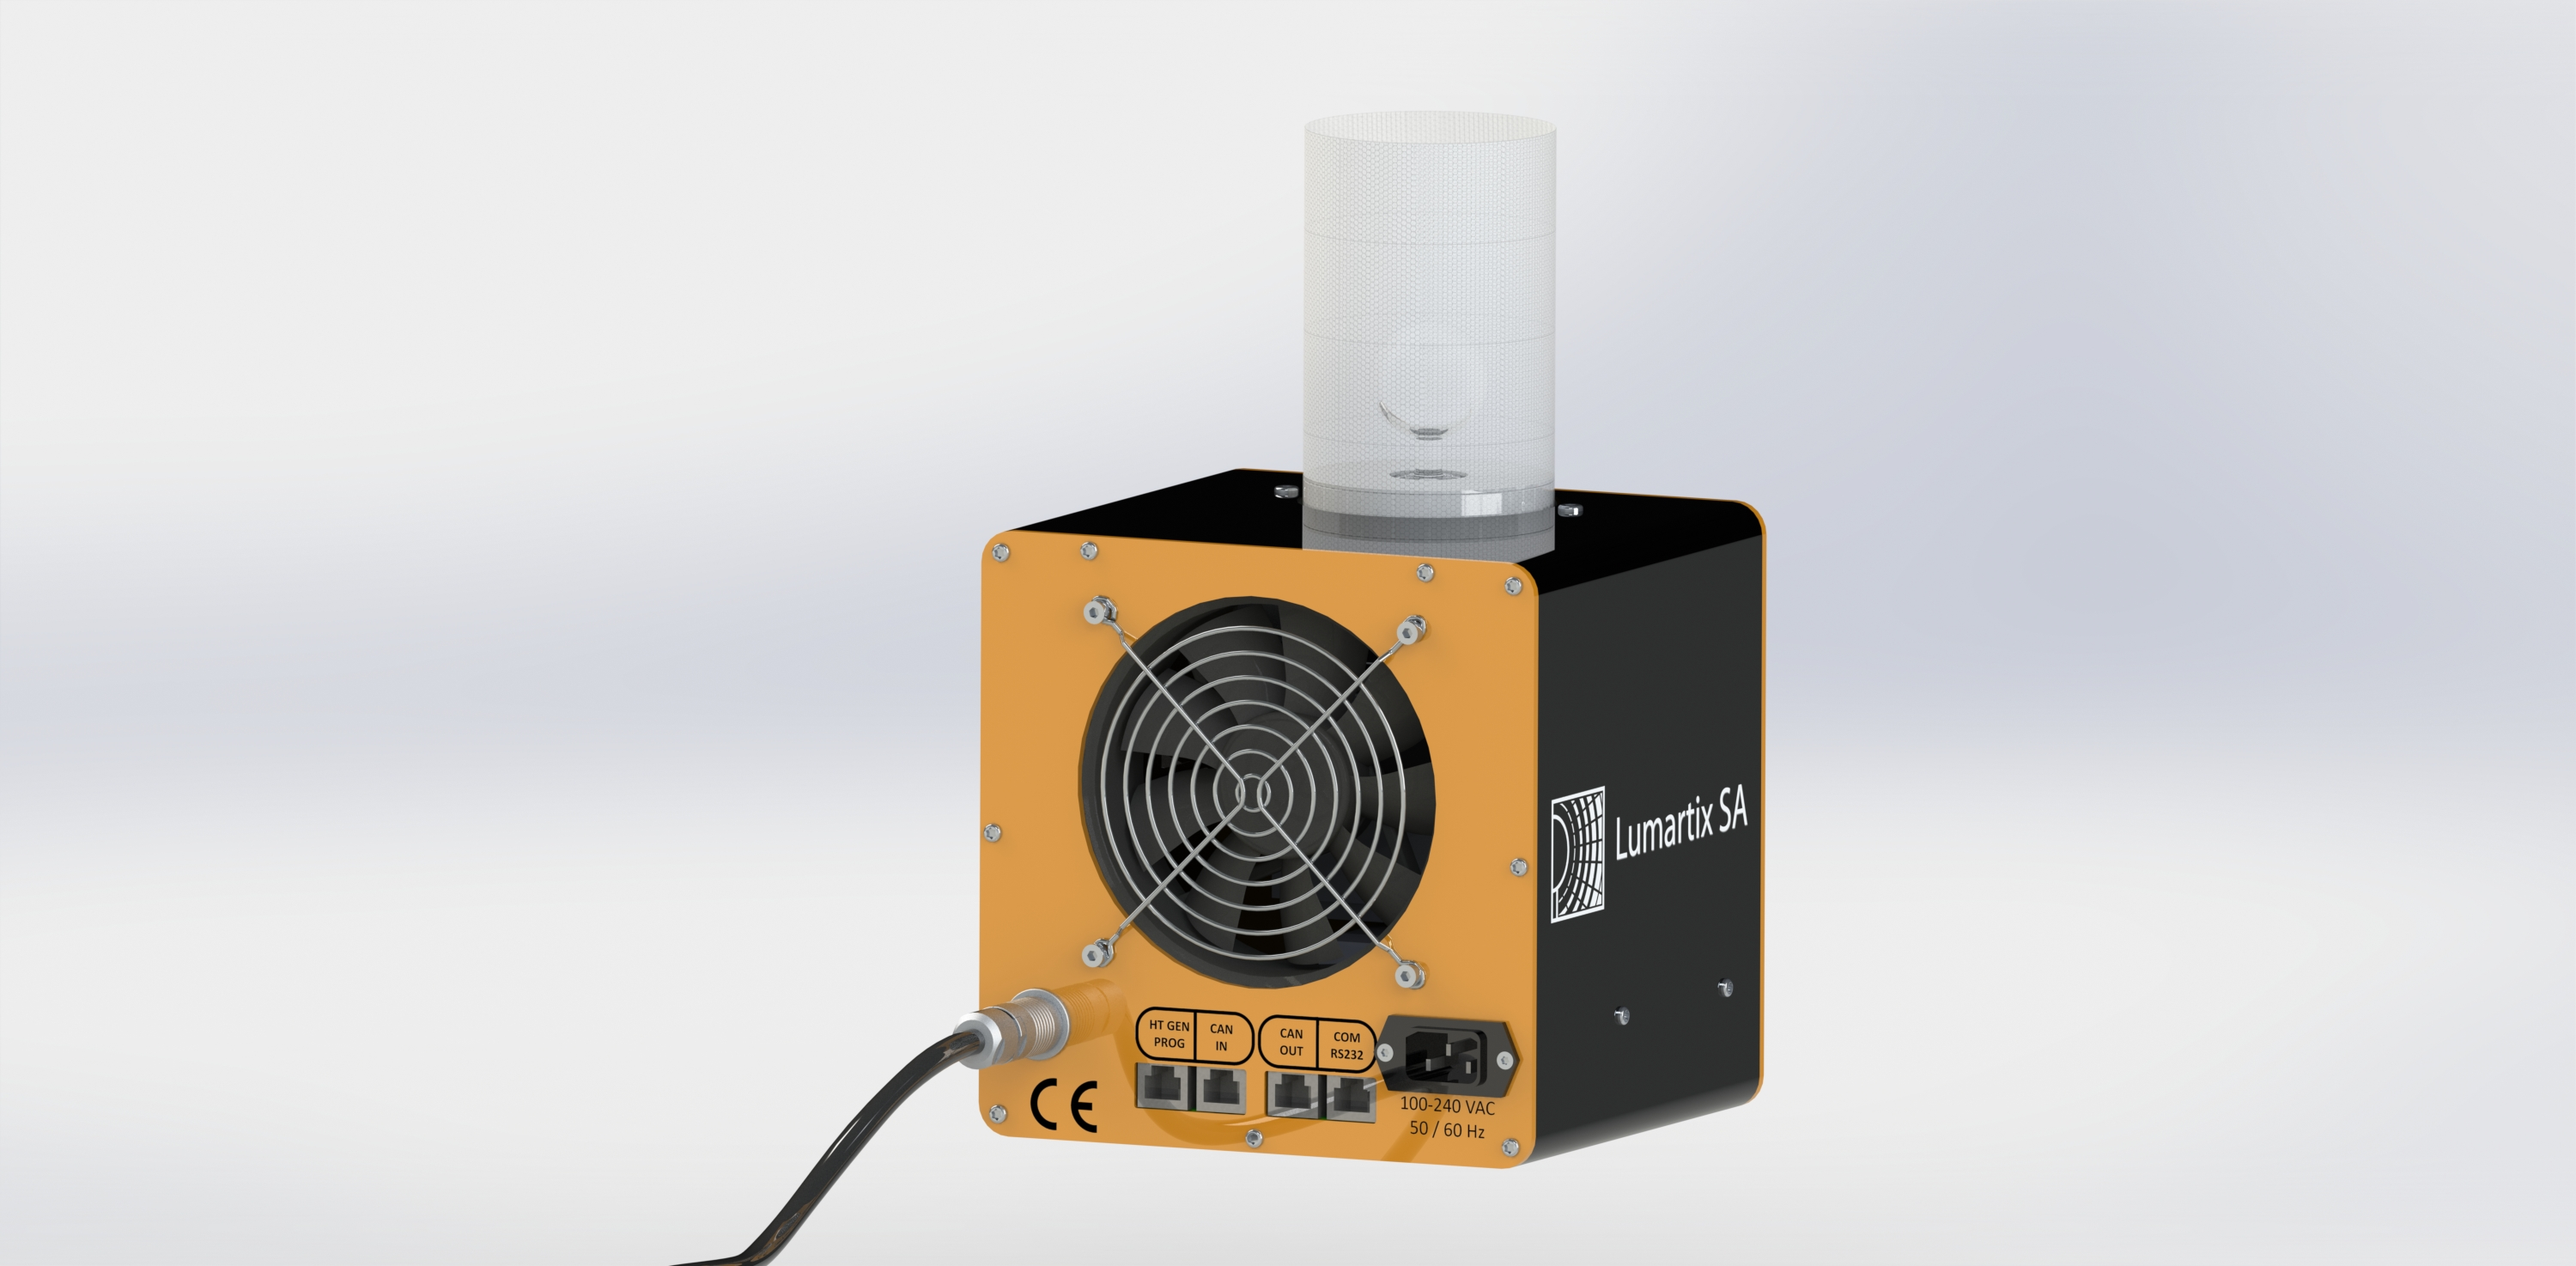 Lumartix SA
HT GEN
PROG
CAN
IN
CAN
OUT
COM
RS232
CE
100-240 VAC
50 / 60 Hz